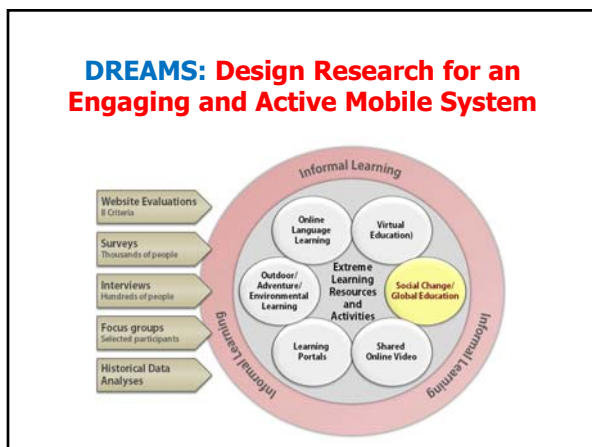 DREAMS: Design Research for an
Engaging and Active Mobile System
Informal Learning
Website Evaluations
8 Criteria
Surveys
Thousands of people
Interviews
Hundreds of people
Focus groups
Selected participants
Historical Data
Analyses
Online
Language
Learning
Virtual
Education)
Outdoor/
Adventure/
Environmental
Learning
Extreme
Learning
Resources
and
Activities
Social Change/
Global Education
Learning
Portals
Shared
Online Video
Informal Learning
Informal Learning